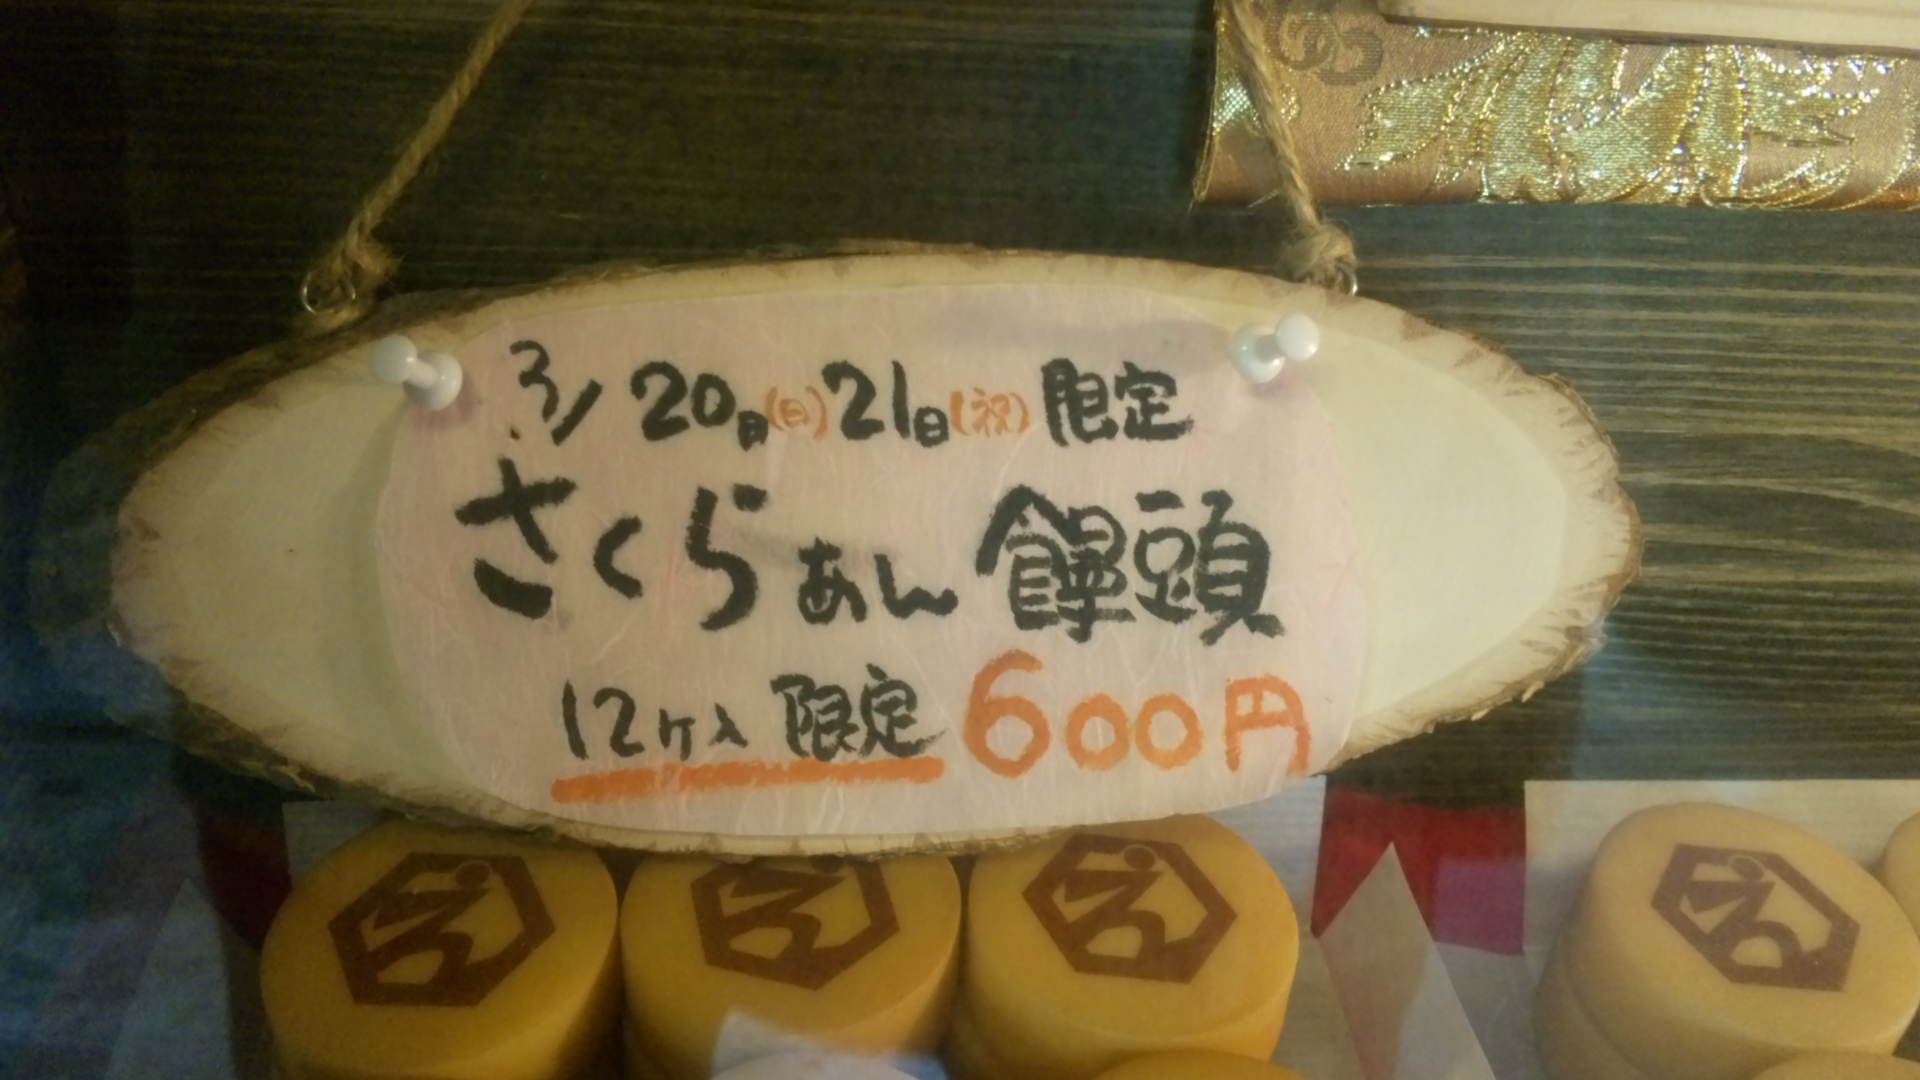 3/20日(日)21日(祝)限定
さくらあん饅頭
12ヶ入 限定 600円